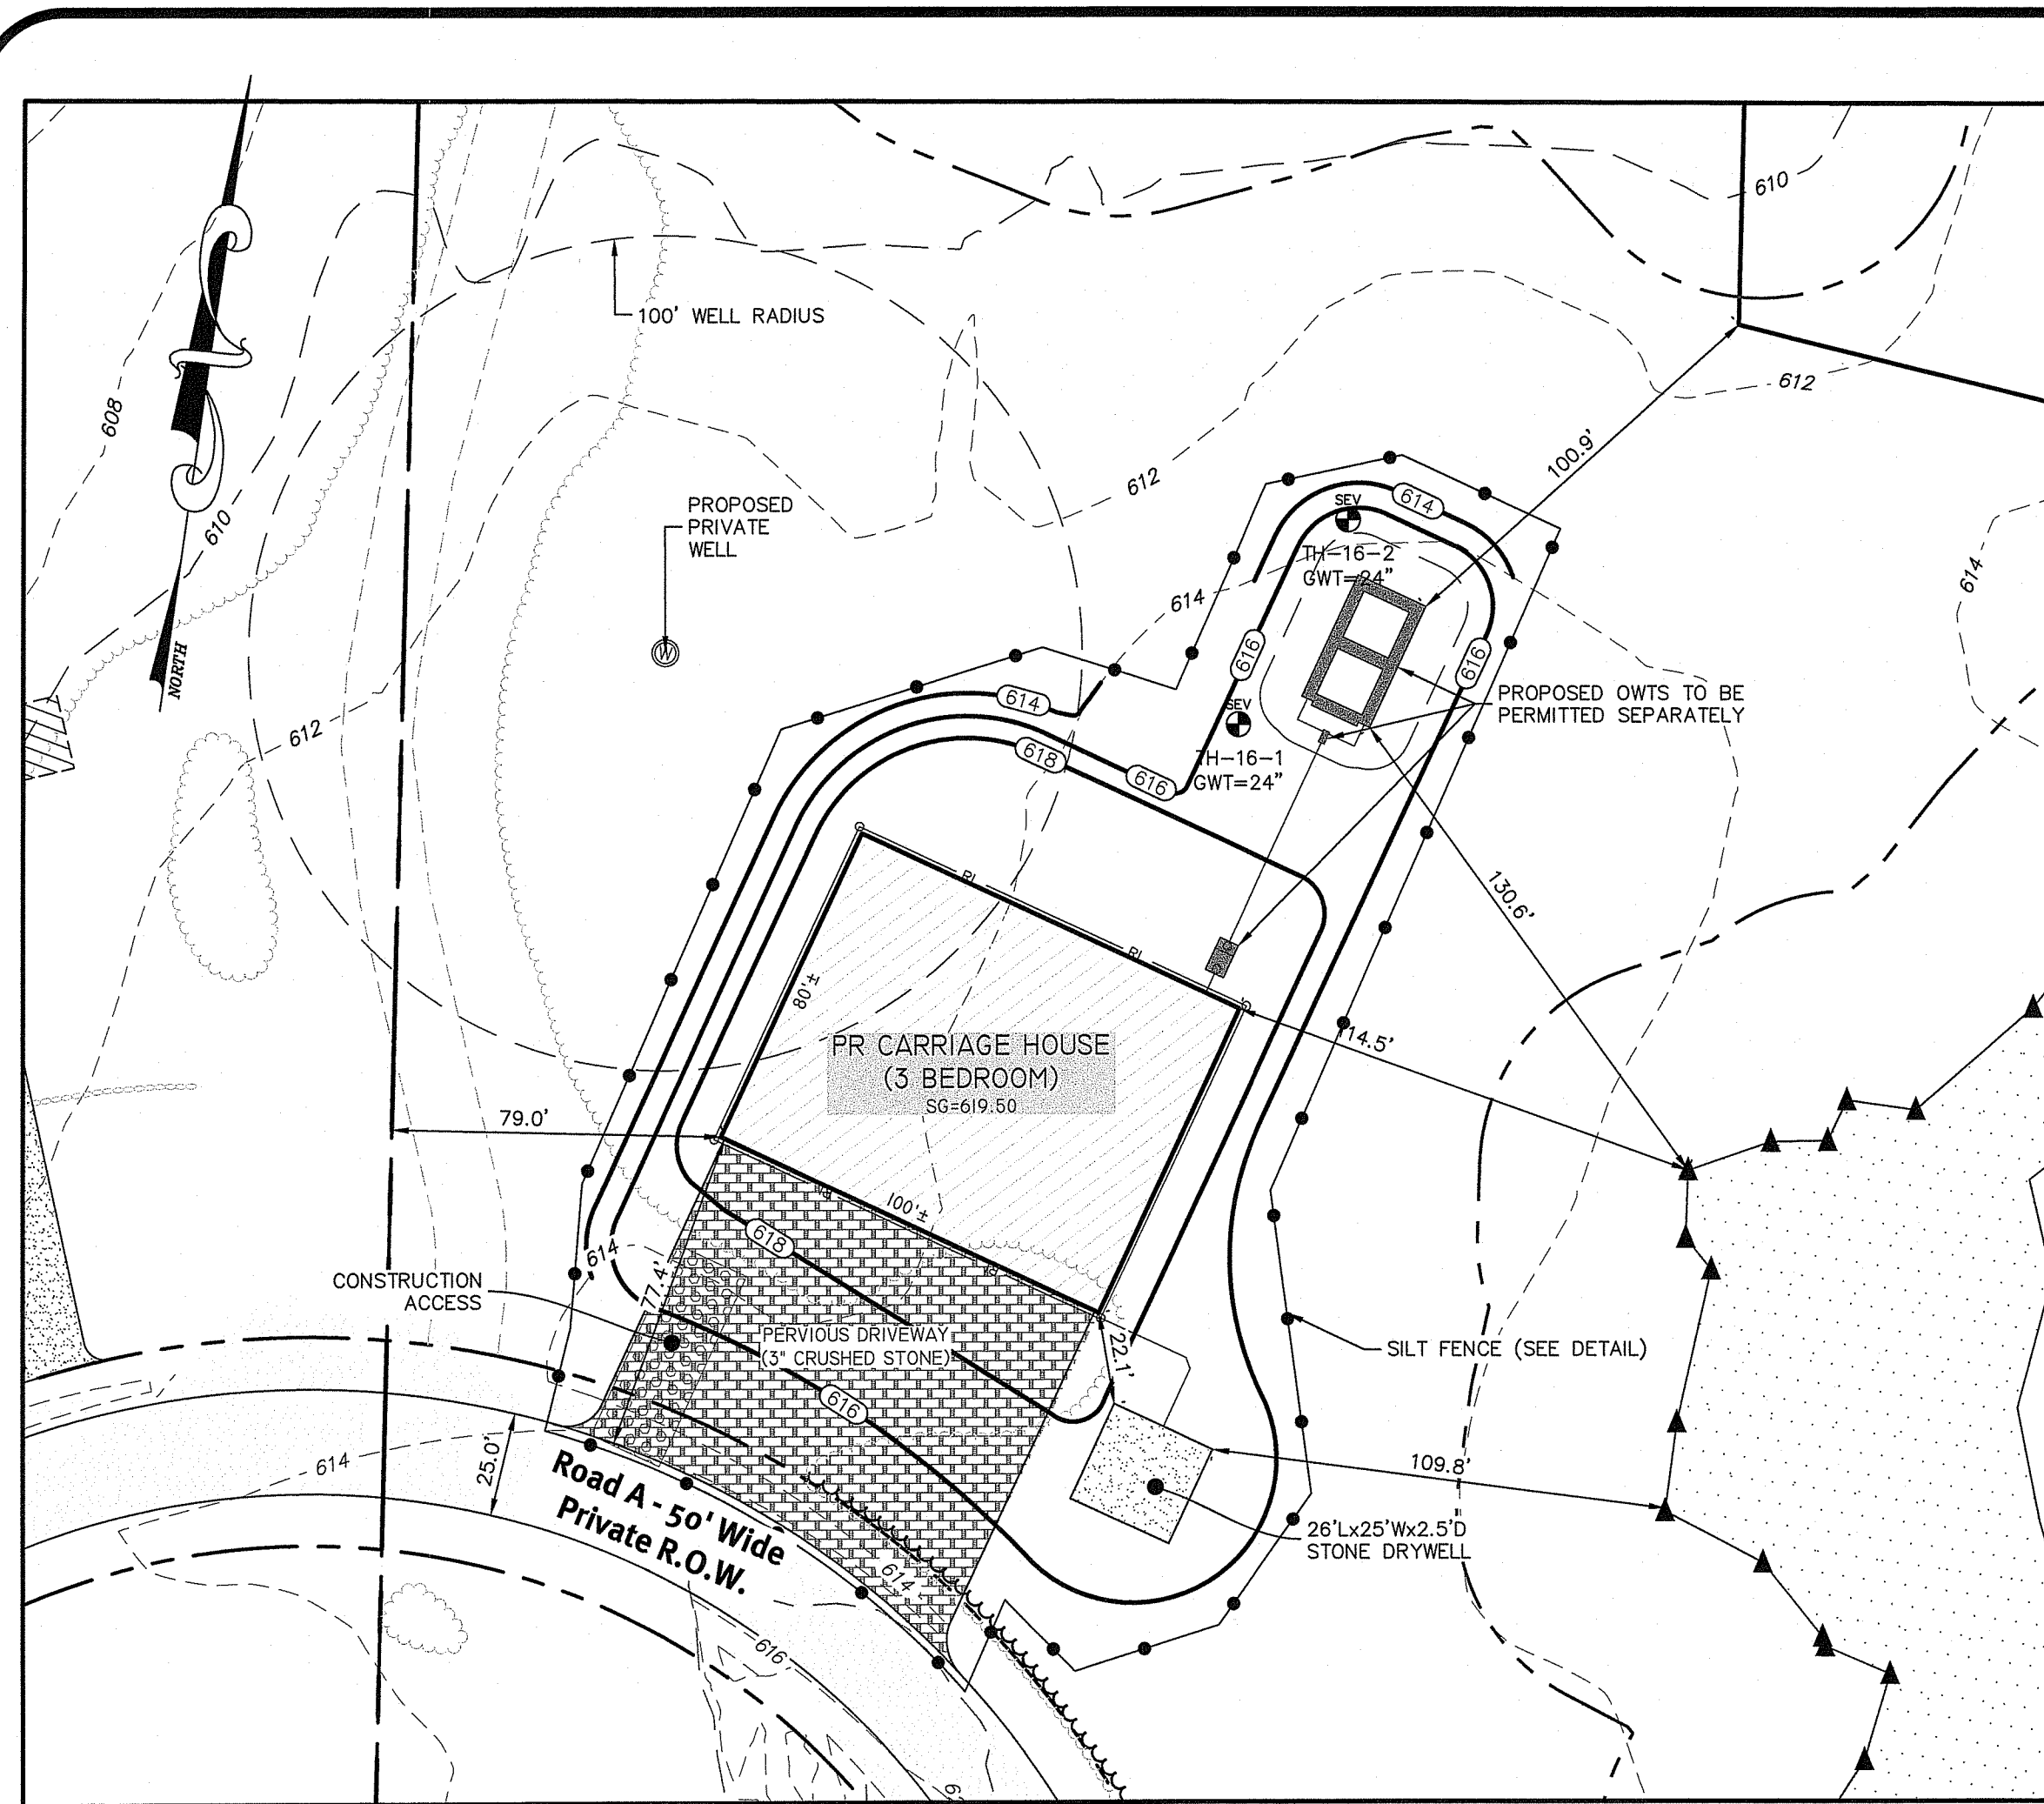 610
100' WELL RADIUS
612
608
100.9'
612
610
PROPOSED
PRIVATE
WELL
614
SEV
TH-16-2
GWT=24"
614
614
W
616
616
NORTH
PROPOSED OWTS TO BE
PERMITTED SEPARATELY
614
SEV
612
618
616
TH-16-1
GWT=24"
RL
130.6'
RL
80'±
PR CARRIAGE HOUSE
(3 BEDROOM)
SG=619.50
114.5'
79.0'
100'±
618
614
77.4'
CONSTRUCTION
ACCESS
PERVIOUS DRIVEWAY
(3" CRUSHED STONE)
22.1'
SILT FENCE (SEE DETAIL)
616
614
25.0'
109.8'
Road A - 50' Wide
Private R.O.W.
26'Lx25'Wx2.5'D
STONE DRYWELL
614
616